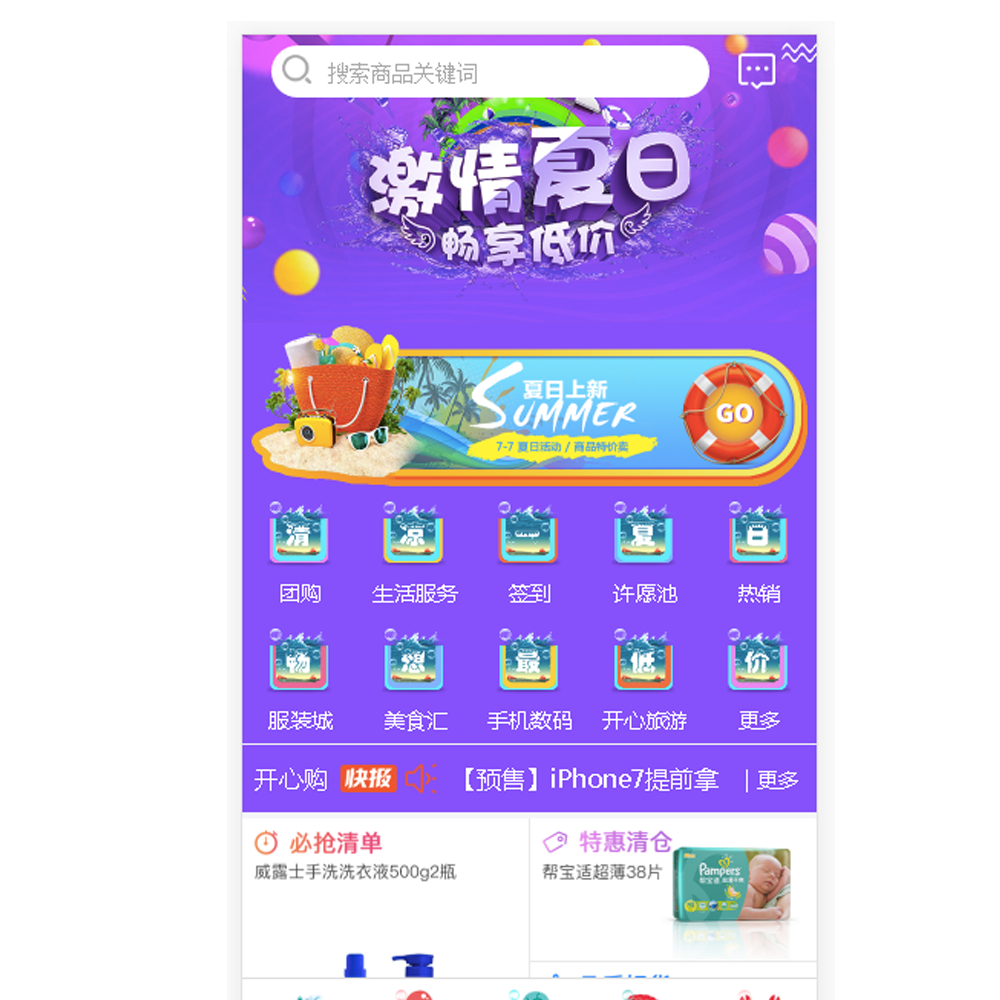 搜索商品关键词
激情夏日
畅享低价
夏日上新
SUMMER
7-7 夏日活动 / 商品特价卖
GO
清 凉 一 夏 日
团购 生活服务 签到 许愿池 热销
畅 想 最 低 价
服装城 美食汇 手机数码 开心旅游 更多
开心购 快报 【预售】iPhone7提前拿 | 更多
必抢清单
威露士手洗洗衣液500g2瓶
特惠清仓
帮宝适超薄38片
Pampers
帮宝适